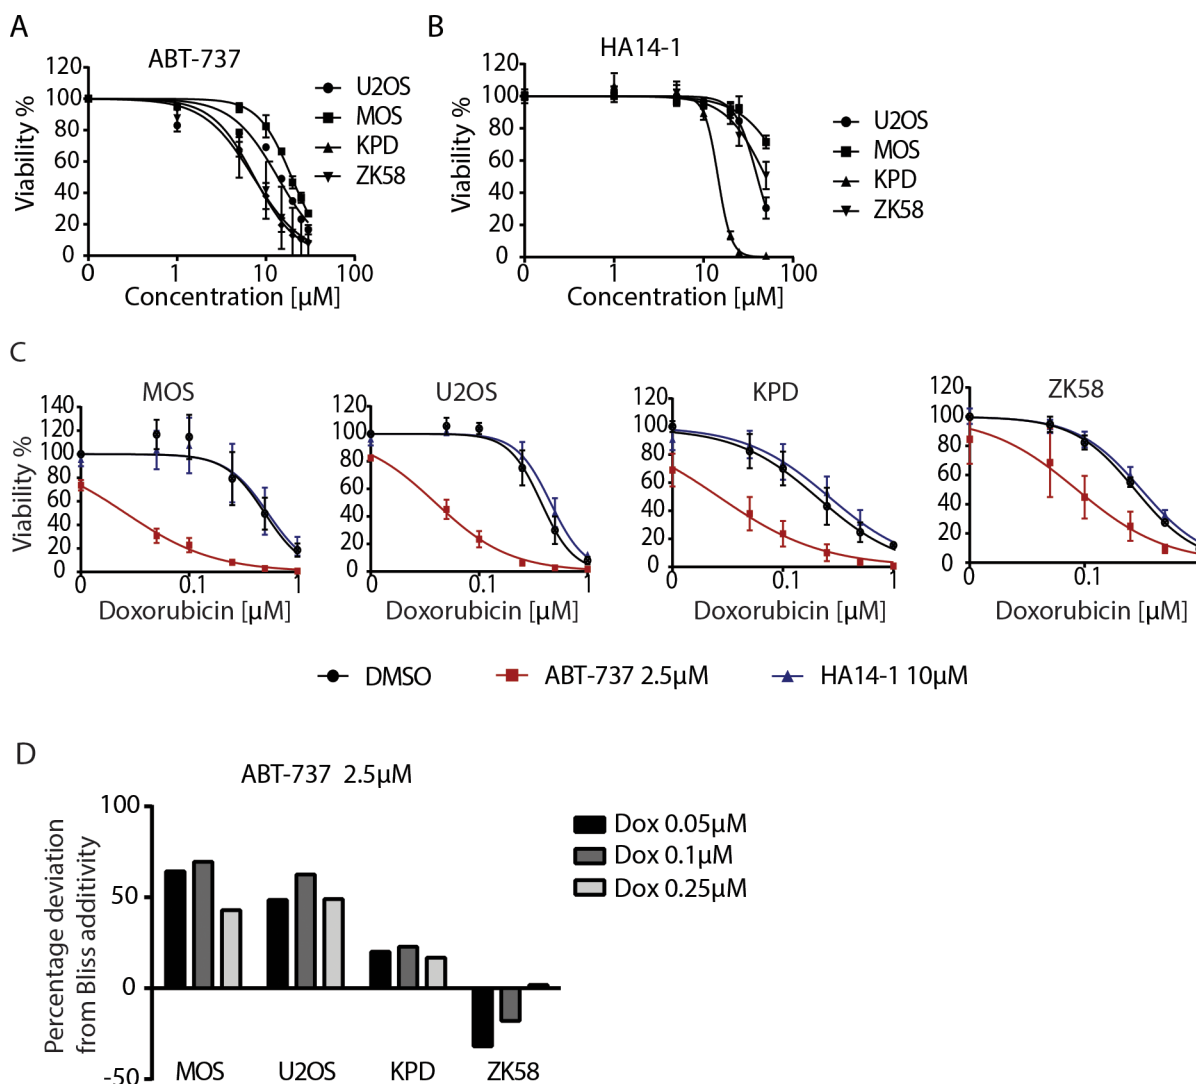 A
ABT-737
Viability %
120
100
80
60
40
20
0
0
1
10
100
Concentration [µM]
U2OS
MOS
KPD
ZK58
B
HA14-1
Viability %
120
100
80
60
40
20
0
0
1
10
100
Concentration [µM]
U2OS
MOS
KPD
ZK58
C
MOS
Viability %
140
120
100
80
60
40
20
0
0
0.1
1
Doxorubicin [µM]
U2OS
120
100
80
60
40
20
0
0
0.1
1
Doxorubicin [µM]
KPD
120
100
80
60
40
20
0
0
0.1
1
Doxorubicin [µM]
ZK58
120
100
80
60
40
20
0
0
0.1
Doxorubicin [µM]
DMSO
ABT-737 2.5µM
HA14-1 10µM
D
ABT-737 2.5µM
Percentage deviation
from Bliss additivity
100
50
0
-50
MOS
U2OS
KPD
ZK58
Dox 0.05µM
Dox 0.1µM
Dox 0.25µM